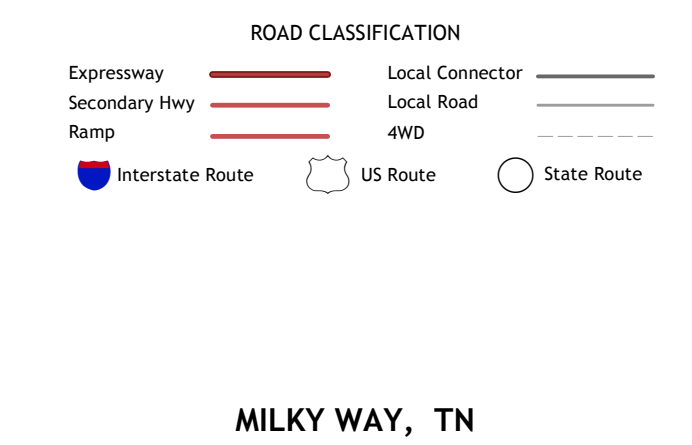 ROAD CLASSIFICATION
Expressway
Local Connector
Secondary Hwy
Local Road
Ramp
4WD
Interstate Route
US Route
State Route
MILKY WAY, TN